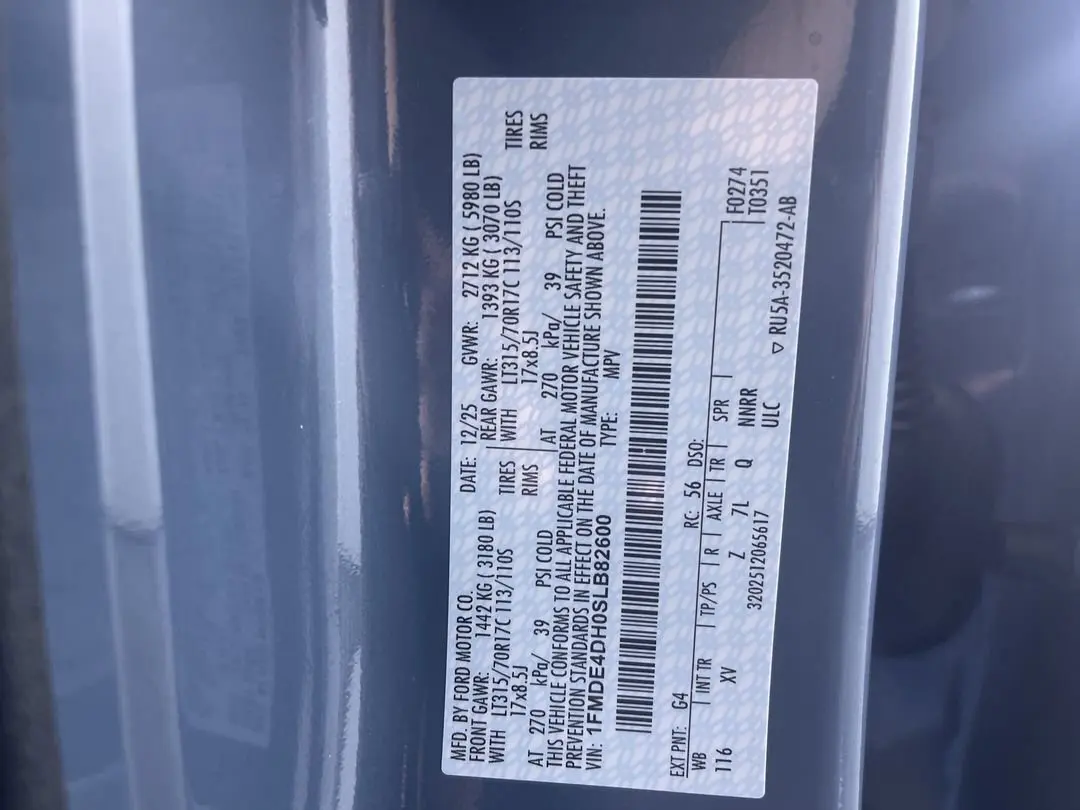 MFD. BY FORD MOTOR CO. DATE: 12/25 GVWR: 2712 KG ( 5980 LB)
FRONT GAWR: 1442 KG ( 3180 LB) REAR GAWR: 1393 KG ( 3070 LB)
WITH LT315/70R17C 113/110S TIRES WITH LT315/70R17C 113/110S TIRES
17x8.5J RIMS 17x8.5J RIMS
AT 270 kPa/ 39 PSI COLD AT 270 kPa/ 39 PSI COLD
THIS VEHICLE CONFORMS TO ALL APPLICABLE FEDERAL MOTOR VEHICLE SAFETY AND THEFT
PREVENTION STANDARDS IN EFFECT ON THE DATE OF MANUFACTURE SHOWN ABOVE.
VIN: 1FMDE4DH0SLB82600 TYPE: MPV
EXT PNT: G4 RC: 56 DSO:
WB INT TR TP/PS R AXLE TR SPR F0274
116 XV Z 7L Q NNRR T0351
3202512065617 ULC ▽ RU5A-3520472-AB